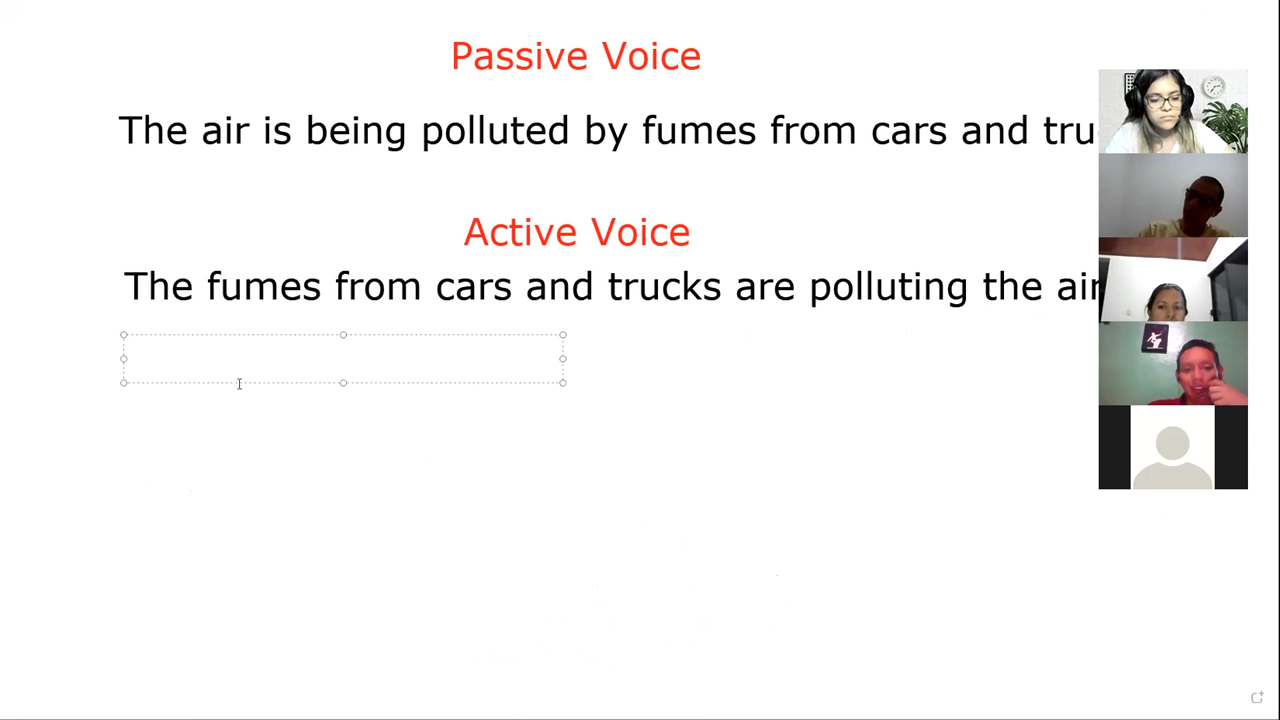 Passive Voice
The air is being polluted by fumes from cars and
Active Voice
The fumes from cars and trucks are polluting the air